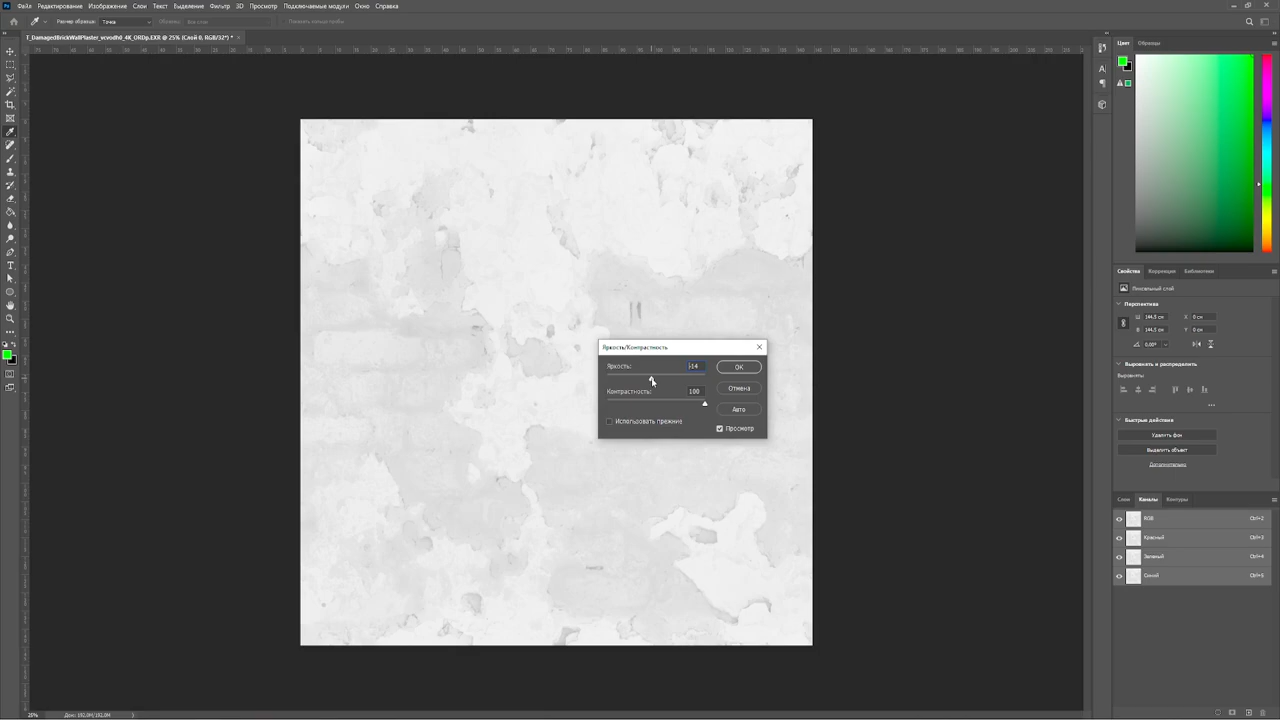 Файл Редактирование Изображение Слои Текст Выделение Фильтр 3D Просмотр Подключаемые модули Окно Справка
Размер образца: Точка Образец: Все слои Показать кольцо пробы
T_DamagedBrickWallPlaster_vcvodh0_4K_ORDp.EXR @ 25% (Слой 0, RGB/32*) *
Цвет Образцы
Свойства Коррекция Библиотеки
Пиксельный слой
Перспектива
Ш 144,5 см X 0 см
В 144,5 см Y 0 см
0,00°
Яркость/Контрастность
Яркость:
OK
Контрастность: 100
Отмена
Авто
Использовать прежние
Просмотр
Выровнять и распределить
Выровнять:
Быстрые действия
Удалить фон
Выделить объект
Дополнительно
Слои Каналы Контуры
RGB Ctrl+2
Красный Ctrl+3
Зеленый Ctrl+4
Синий Ctrl+5
25% Док: 192,0M/192,0M